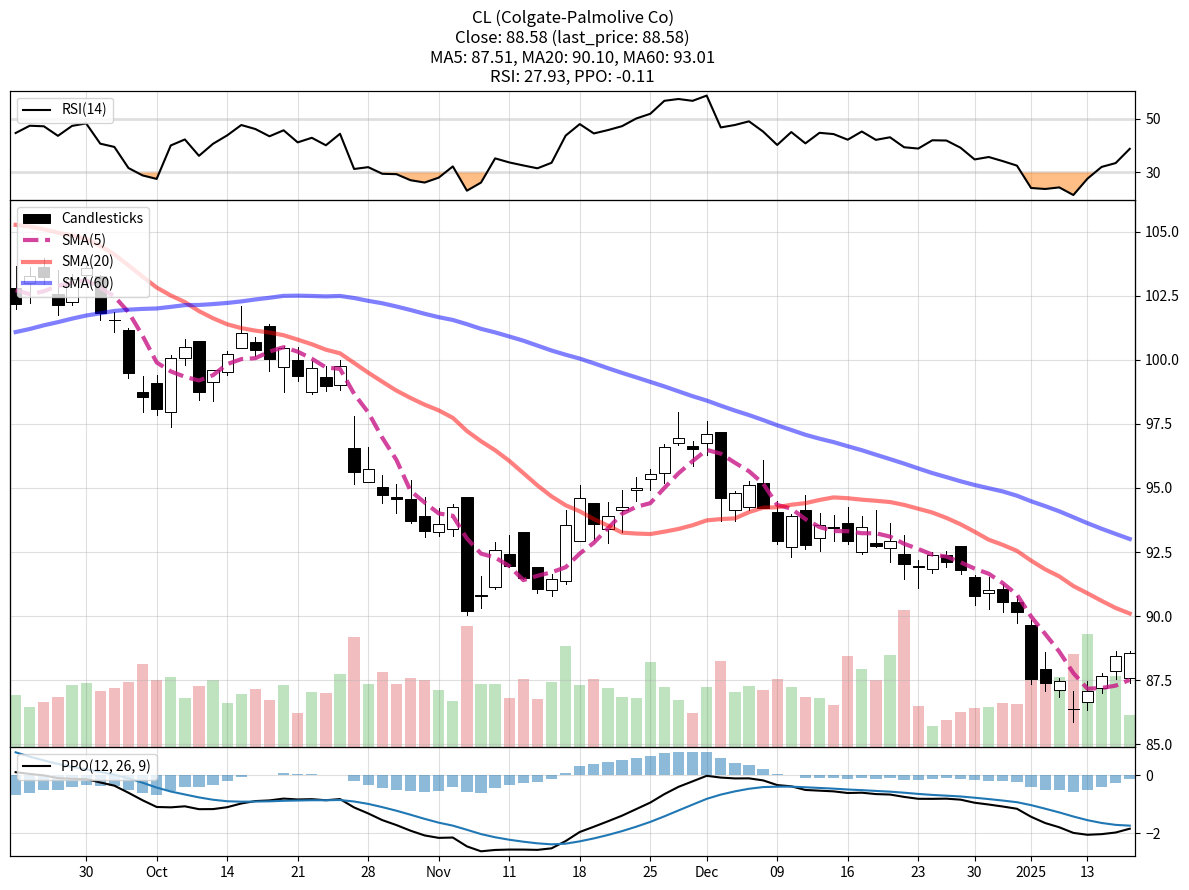 CL (Colgate-Palmolive Co)
Close: 88.58 (last_price: 88.58)
MA5: 87.51, MA20: 90.10, MA60: 93.01
RSI: 27.93, PPO: -0.11
RSI(14)
50
30
Candlesticks
SMA(5)
SMA(20)
SMA(60)
105.0
102.5
100.0
97.5
95.0
92.5
90.0
87.5
85.0
PPO(12, 26, 9)
0
−2
30 Oct 14 21 28 Nov 11 18 25 Dec 09 16 23 30 2025 13